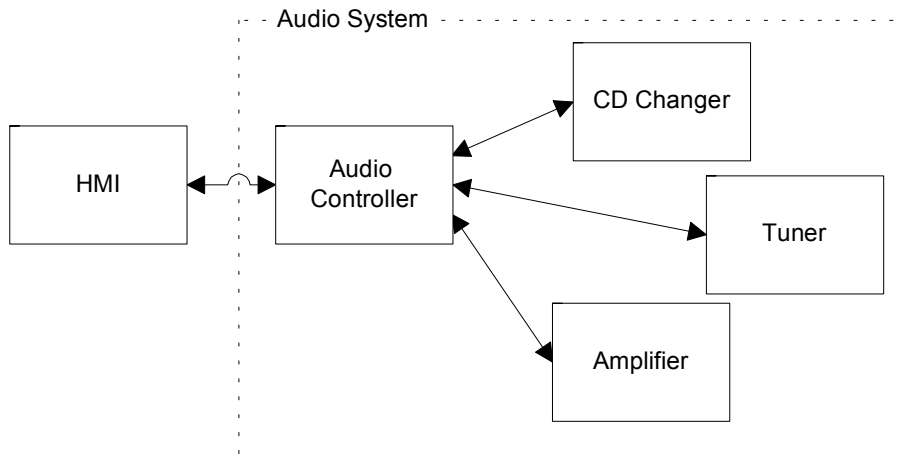 Audio System
CD Changer
HMI
Audio
Controller
Tuner
Amplifier